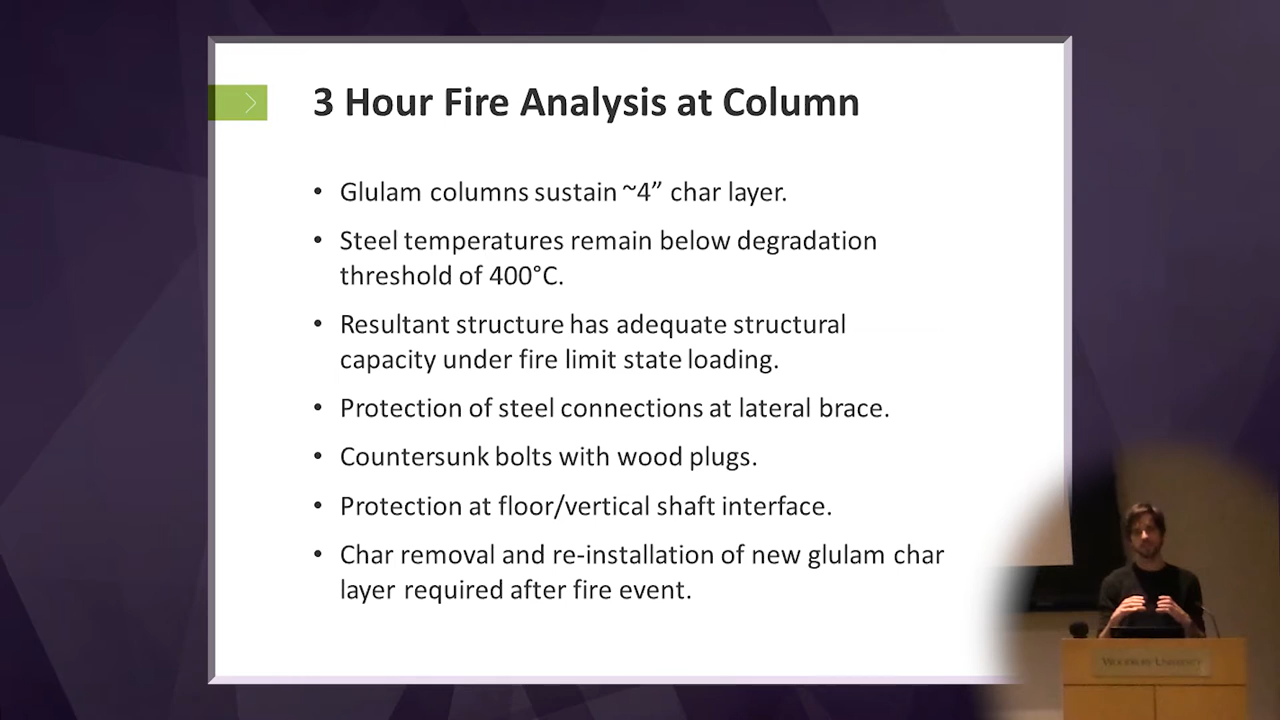 3 Hour Fire Analysis at Column
• Glulam columns sustain ~4” char layer.
• Steel temperatures remain below degradation
threshold of 400°C.
• Resultant structure has adequate structural
capacity under fire limit state loading.
• Protection of steel connections at lateral brace.
• Countersunk bolts with wood plugs.
• Protection at floor/vertical shaft interface.
• Char removal and re-installation of new glulam char
layer required after fire event.
Woodbury University